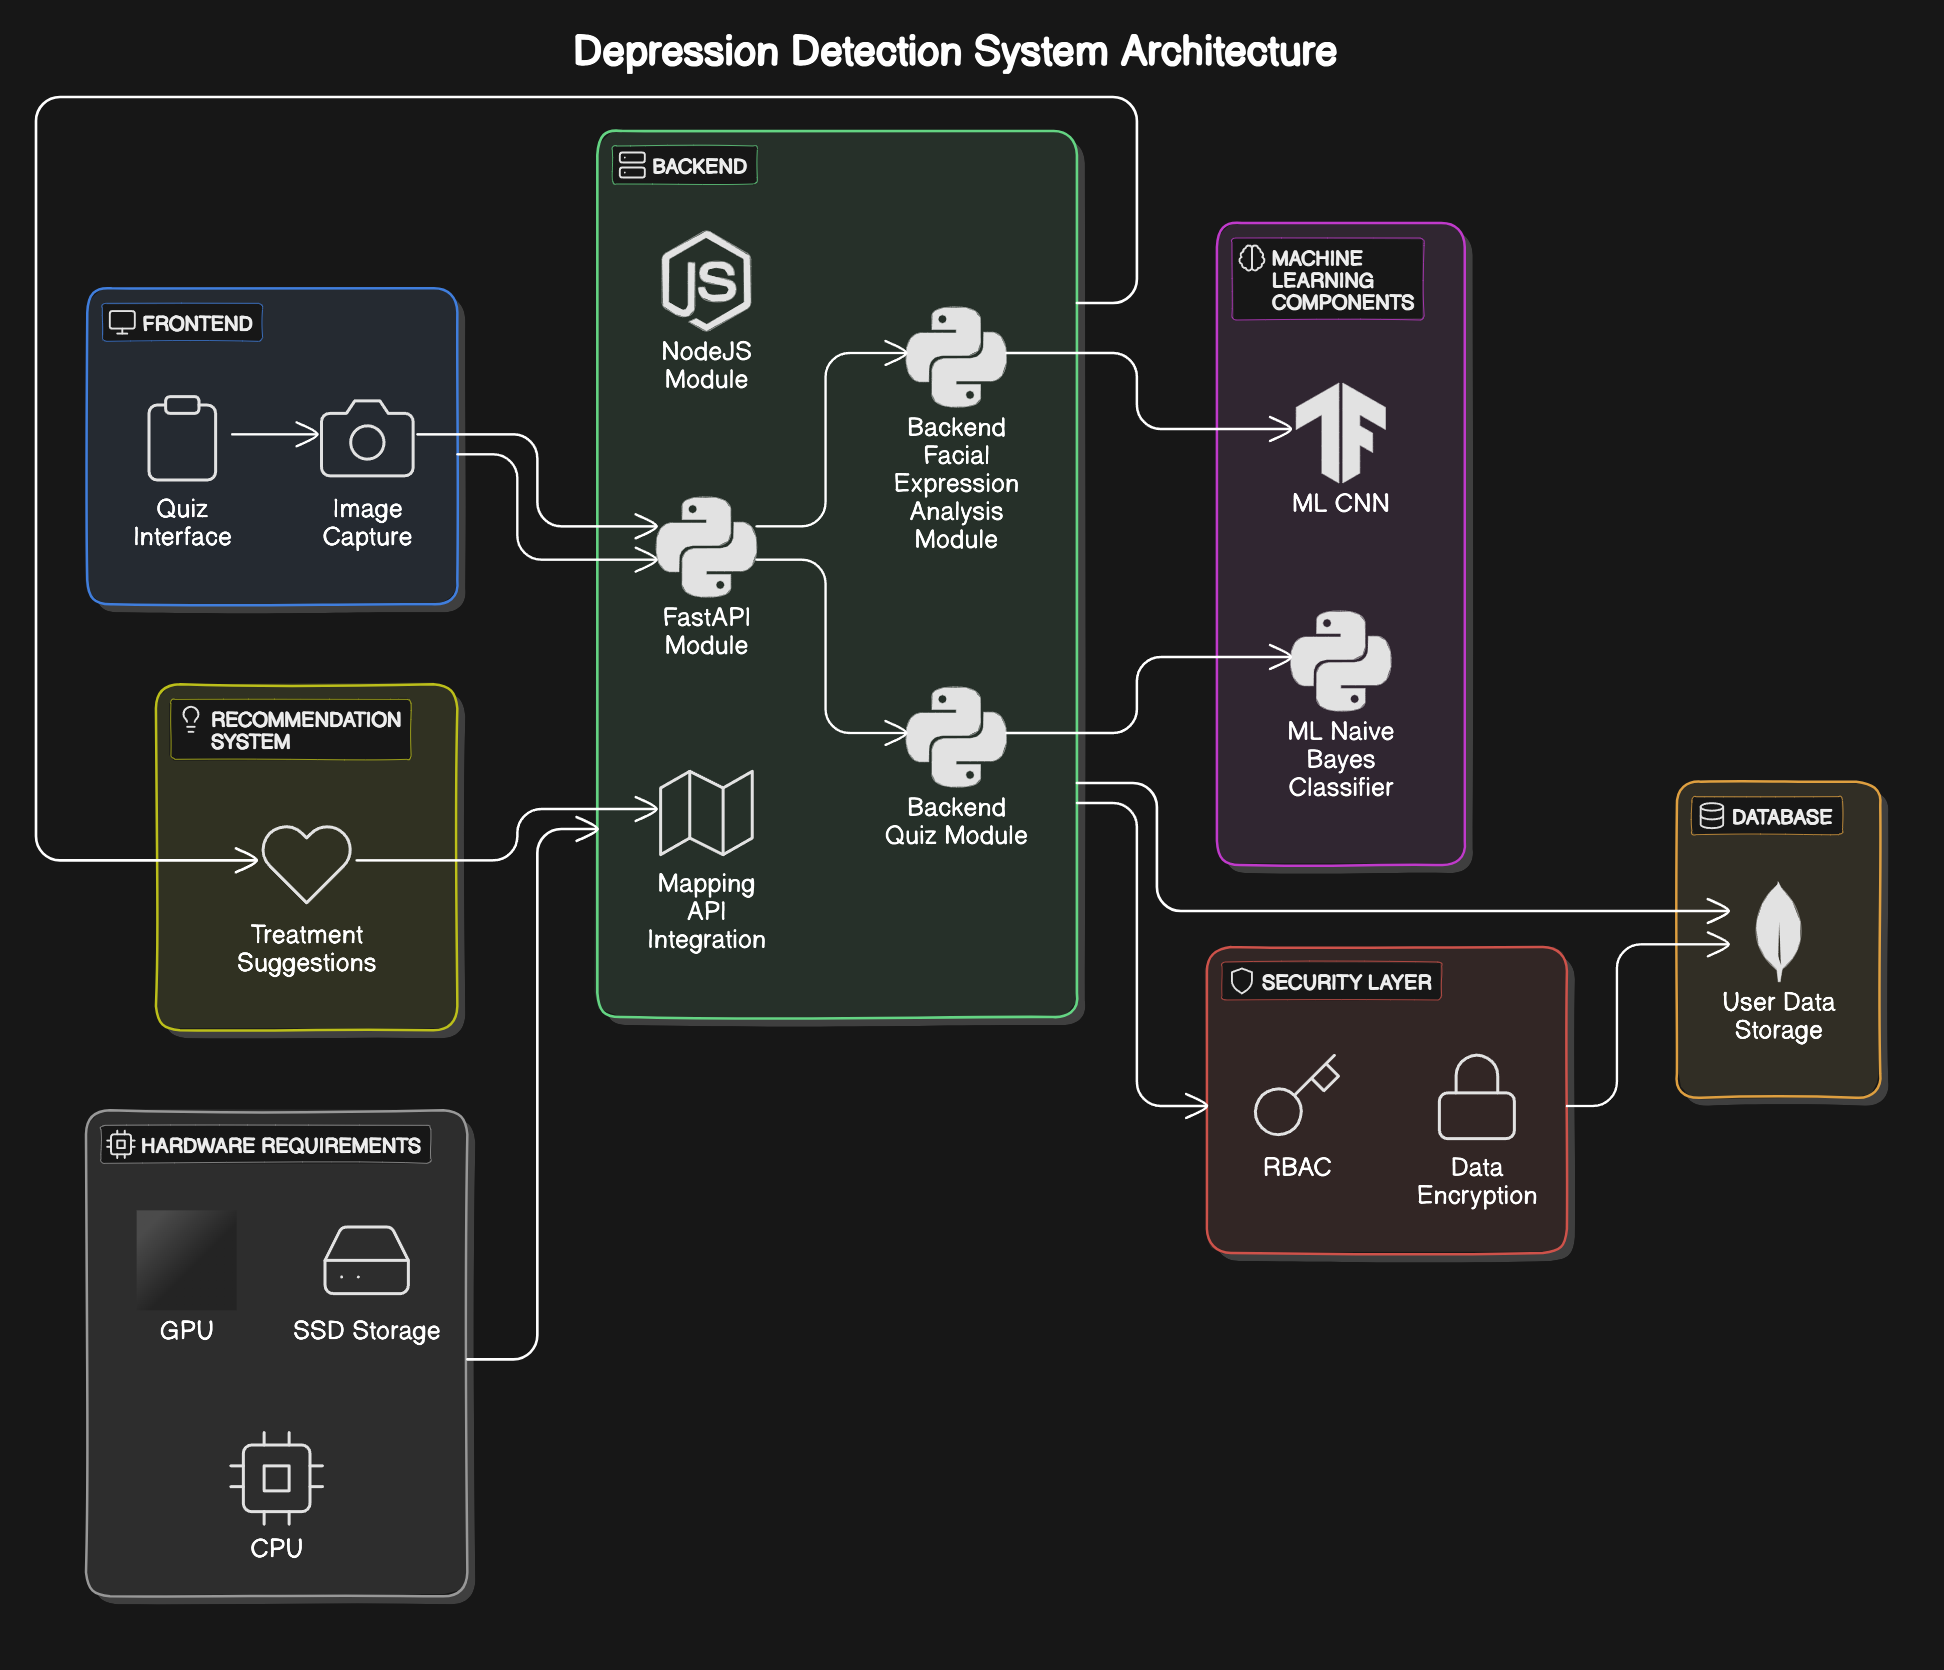 Depression Detection System Architecture
BACKEND
JS
NodeJS
Module
Backend
Facial
Expression
Analysis
Module
FastAPI
Module
Backend
Quiz Module
Mapping
API
Integration
FRONTEND
Quiz
Interface
Image
Capture
RECOMMENDATION
SYSTEM
Treatment
Suggestions
HARDWARE REQUIREMENTS
GPU
SSD Storage
CPU
MACHINE
LEARNING
COMPONENTS
ML CNN
ML Naive
Bayes
Classifier
SECURITY LAYER
RBAC
Data
Encryption
DATABASE
User Data
Storage